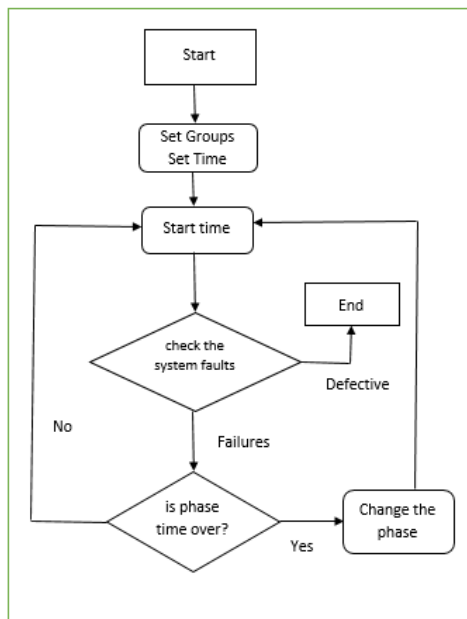 Start
Set Groups
Set Time
Start time
End
check the
system faults
Defective
No
Failures
is phase
time over?
Yes
Change the
phase